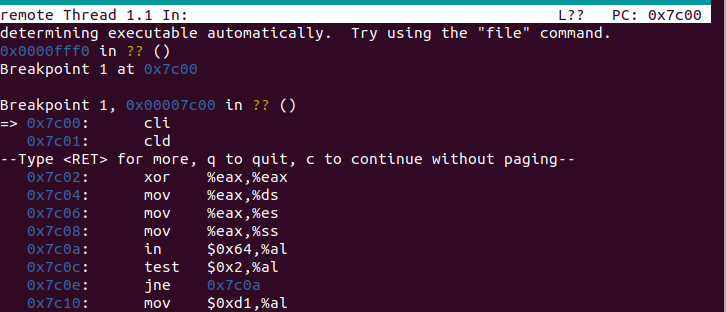 remote Thread 1.1 In: L?? PC: 0x7c00
determining executable automatically.  Try using the "file" command.
0x0000fff0 in ?? ()
Breakpoint 1 at 0x7c00

Breakpoint 1, 0x00007c00 in ?? ()
=> 0x7c00:      cli
   0x7c01:      cld
--Type <RET> for more, q to quit, c to continue without paging--
   0x7c02:      xor    %eax,%eax
   0x7c04:      mov    %eax,%ds
   0x7c06:      mov    %eax,%es
   0x7c08:      mov    %eax,%ss
   0x7c0a:      in     $0x64,%al
   0x7c0c:      test   $0x2,%al
   0x7c0e:      jne    0x7c0a
   0x7c10:      mov    $0xd1,%al